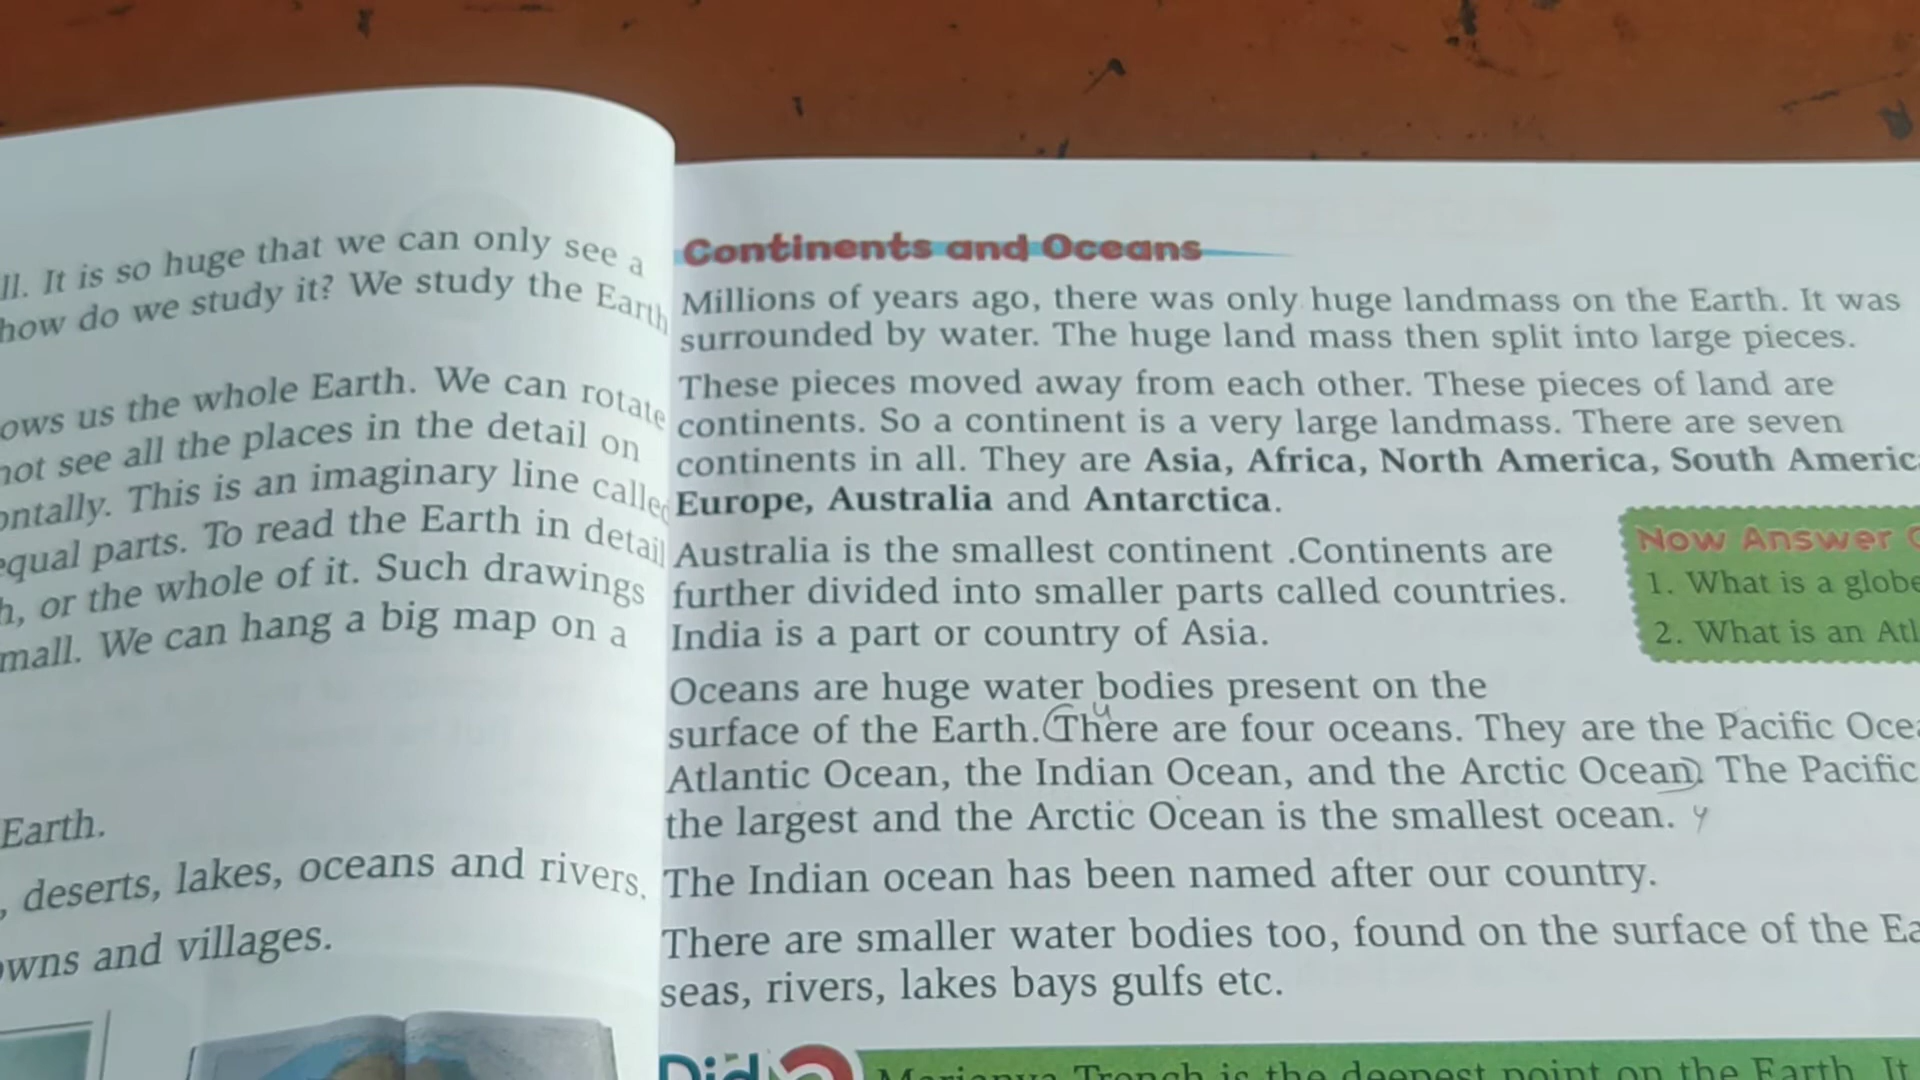 ll. It is so huge that we can only see a
how do we study it? We study the Earth
ows us the whole Earth. We can rotate
not see all the places in the detail on
ontally. This is an imaginary line called
equal parts. To read the Earth in detail
h, or the whole of it. Such drawings
mall. We can hang a big map on a
Earth.
, deserts, lakes, oceans and rivers.
owns and villages.
Continents and Oceans
Millions of years ago, there was only huge landmass on the Earth. It was
surrounded by water. The huge land mass then split into large pieces.
These pieces moved away from each other. These pieces of land are
continents. So a continent is a very large landmass. There are seven
continents in all. They are Asia, Africa, North America, South Americ
Europe, Australia and Antarctica.
Australia is the smallest continent .Continents are
further divided into smaller parts called countries.
India is a part or country of Asia.
Now Answer
1. What is a globe
2. What is an Atl
Oceans are huge water bodies present on the
surface of the Earth. There are four oceans. They are the Pacific Oce
Atlantic Ocean, the Indian Ocean, and the Arctic Ocean. The Pacific
the largest and the Arctic Ocean is the smallest ocean.
The Indian ocean has been named after our country.
There are smaller water bodies too, found on the surface of the Ea
seas, rivers, lakes bays gulfs etc.
Did
Trench is the deepest point on the Earth. It